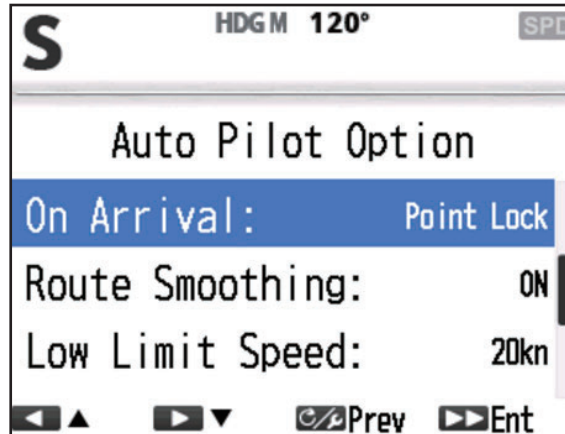 S HDG M 120° SPD
Auto Pilot Option
On Arrival: Point Lock
Route Smoothing: ON
Low Limit Speed: 20kn
◀ ▲ ▶ ▼ Prev ▶▶ Ent